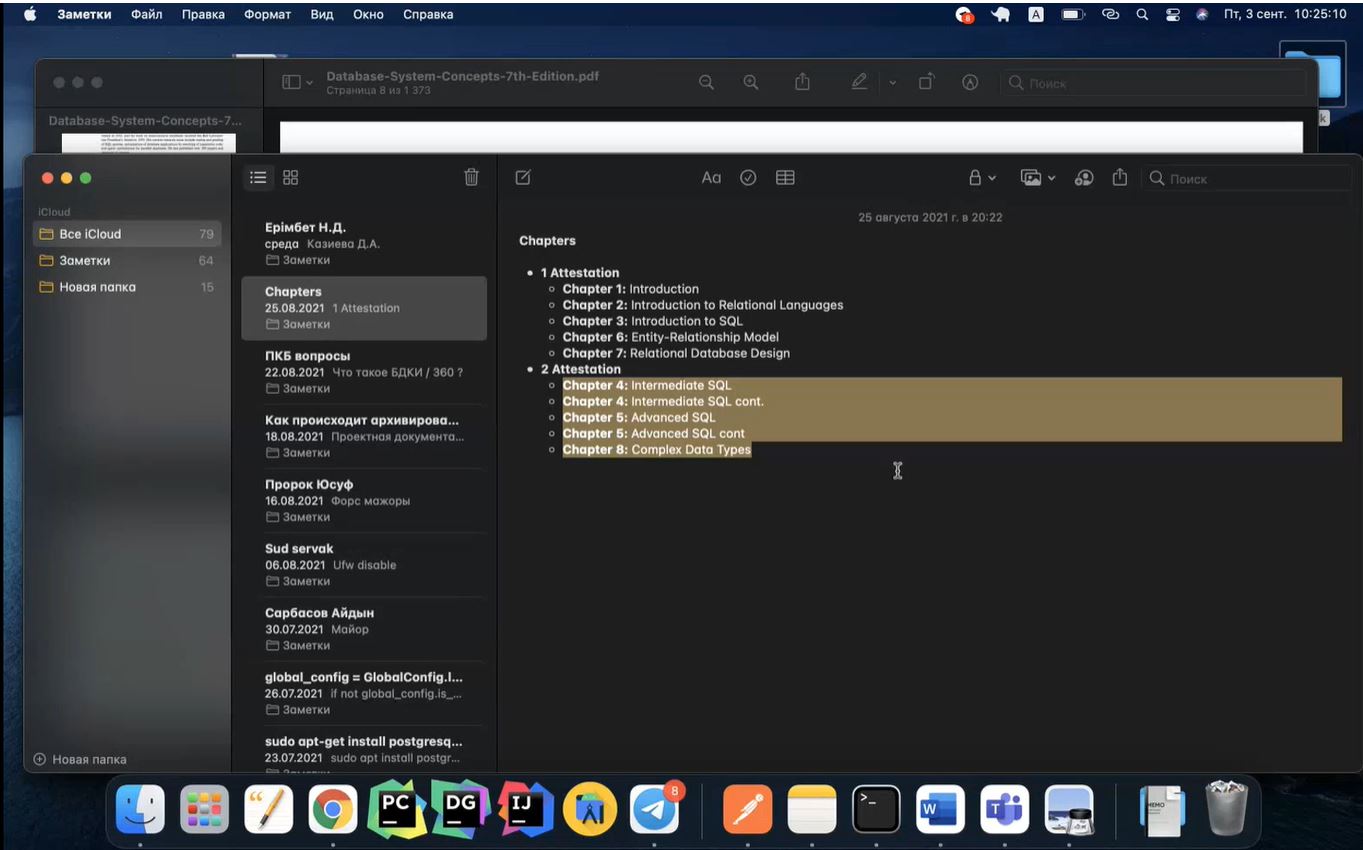 Заметки Файл Правка Формат Вид Окно Справка
8 A Пт, 3 сент. 10:25:10
Database-System-Concepts-7th-Edition.pdf
Страница 8 из 1 373
Поиск
Database-System-Concepts-7...
k
Поиск
iCloud
Все iCloud 79
Заметки 64
Новая папка 15
Новая папка
Ерімбет Н.Д.
среда Казиева Д.А.
Заметки
Chapters
25.08.2021 1 Attestation
Заметки
ПКБ вопросы
22.08.2021 Что такое БДКИ / 360 ?
Заметки
Как происходит архивирова...
18.08.2021 Проектная документа...
Заметки
Пророк Юсуф
16.08.2021 Форс мажоры
Заметки
Sud servak
06.08.2021 Ufw disable
Заметки
Сарбасов Айдын
30.07.2021 Майор
Заметки
global_config = GlobalConfig.I...
26.07.2021 if not global_config.is_...
Заметки
sudo apt-get install postgresq...
23.07.2021 sudo apt install postgr...
Aa
25 августа 2021 г. в 20:22
Chapters
• 1 Attestation
◦ Chapter 1: Introduction
◦ Chapter 2: Introduction to Relational Languages
◦ Chapter 3: Introduction to SQL
◦ Chapter 6: Entity-Relationship Model
◦ Chapter 7: Relational Database Design
• 2 Attestation
◦ Chapter 4: Intermediate SQL
◦ Chapter 4: Intermediate SQL cont.
◦ Chapter 5: Advanced SQL
◦ Chapter 5: Advanced SQL cont
◦ Chapter 8: Complex Data Types
PC DG IJ 8 >_ W T MEMO